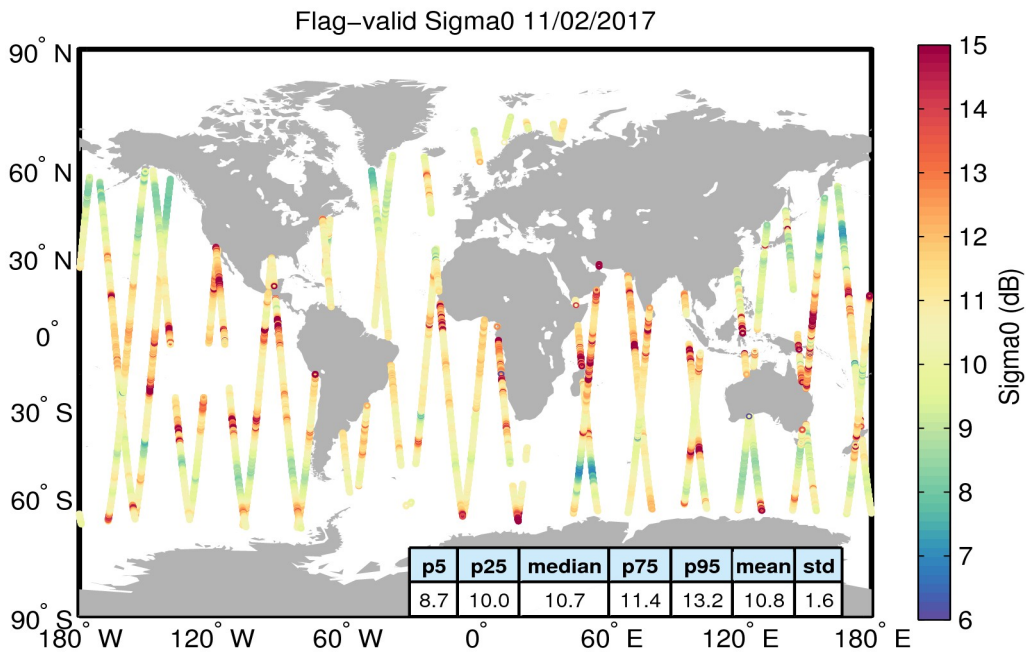 Flag−valid Sigma0 11/02/2017
90° N
60° N
30° N
0°
30° S
60° S
90° S
180° W
120° W
60° W
0°
60° E
120° E
180° E
p5 p25 median p75 p95 mean std
8.7 10.0 10.7 11.4 13.2 10.8 1.6
15
14
13
12
11
10
9
8
7
6
Sigma0 (dB)